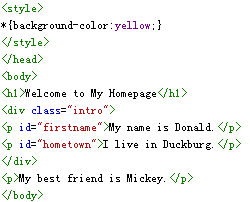 <style>
*{background-color:yellow;}
</style>
</head>
<body>
<h1>Welcome to My Homepage</h1>
<div class="intro">
<p id="firstname">My name is Donald.</p>
<p id="hometown">I live in Duckburg.</p>
</div>
<p>My best friend is Mickey.</p>
</body>